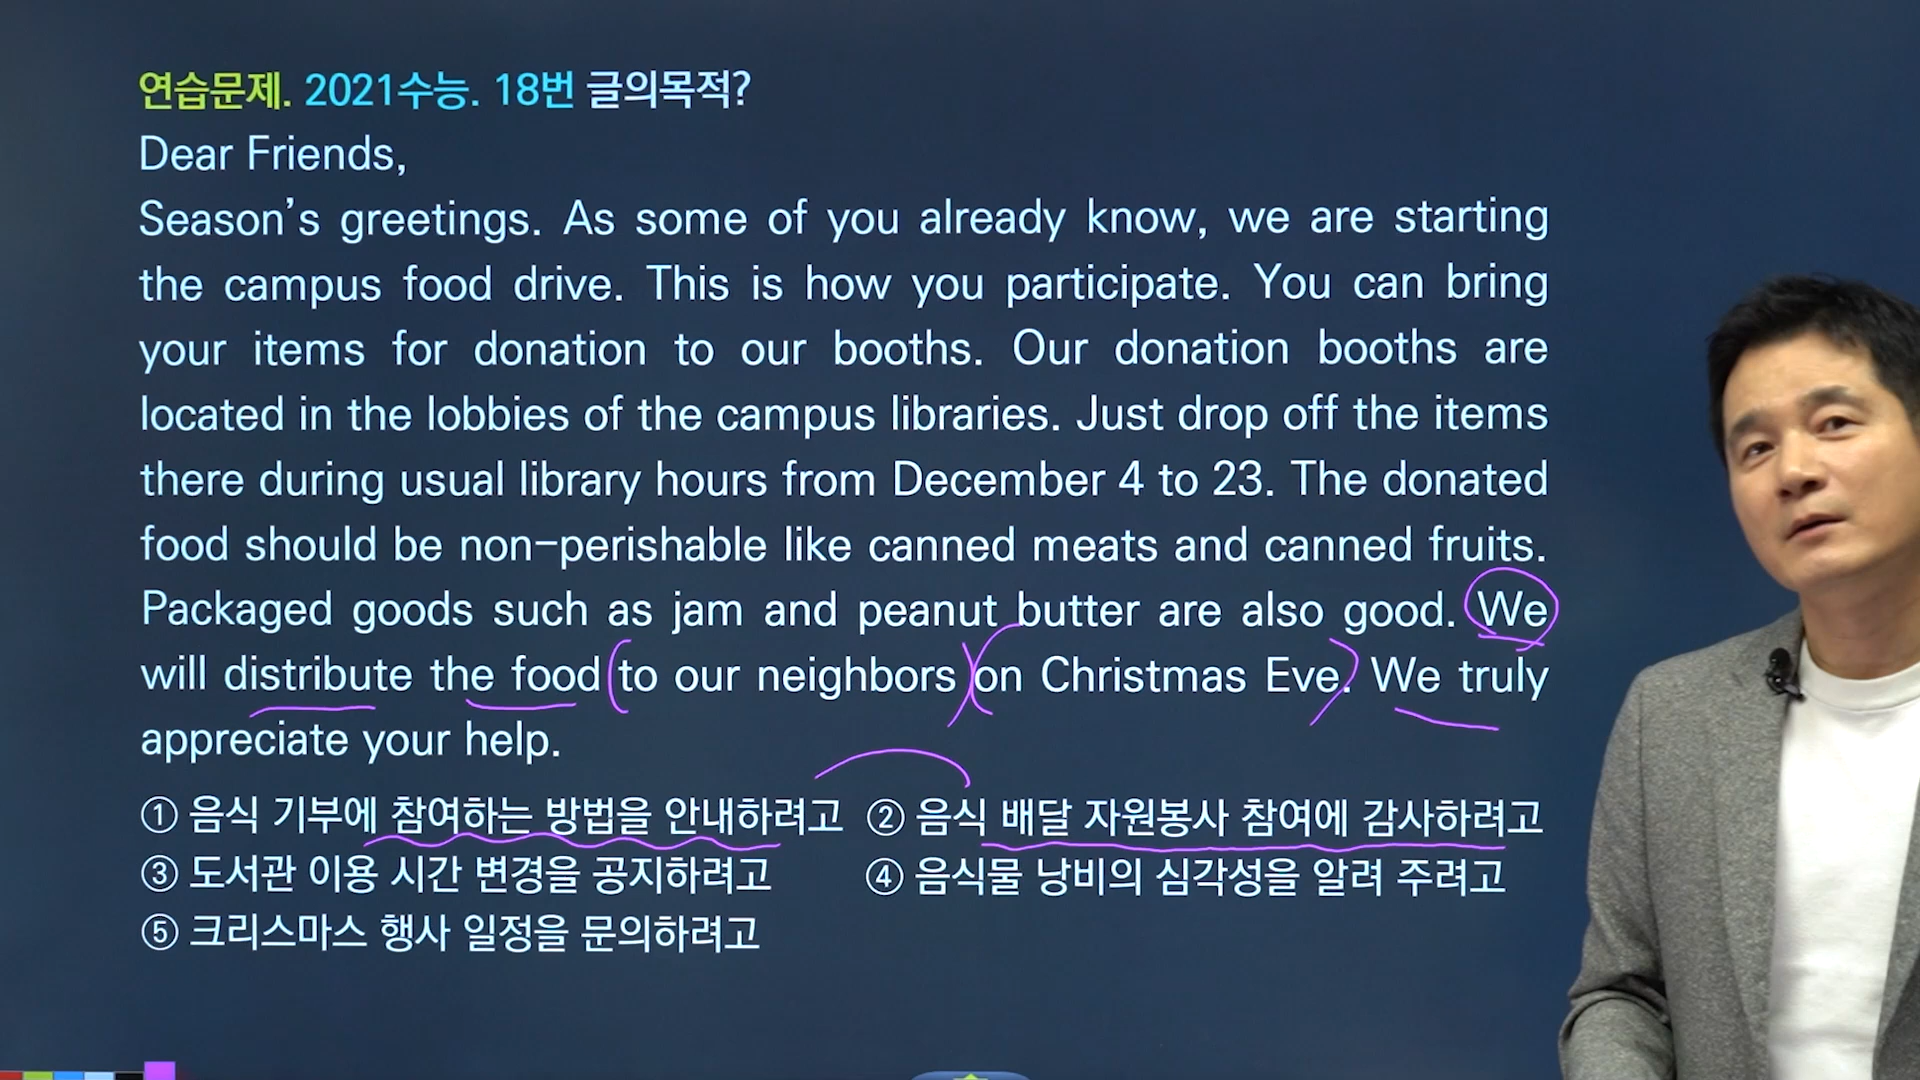 연습문제. 2021수능. 18번 글의목적?
Dear Friends,
Season's greetings. As some of you already know, we are starting
the campus food drive. This is how you participate. You can bring
your items for donation to our booths. Our donation booths are
located in the lobbies of the campus libraries. Just drop off the items
there during usual library hours from December 4 to 23. The donated
food should be non-perishable like canned meats and canned fruits.
Packaged goods such as jam and peanut butter are also good. We
will distribute the food to our neighbors on Christmas Eve. We truly
appreciate your help.
① 음식 기부에 참여하는 방법을 안내하려고 ② 음식 배달 자원봉사 참여에 감사하려고
③ 도서관 이용 시간 변경을 공지하려고 ④ 음식물 낭비의 심각성을 알려 주려고
⑤ 크리스마스 행사 일정을 문의하려고